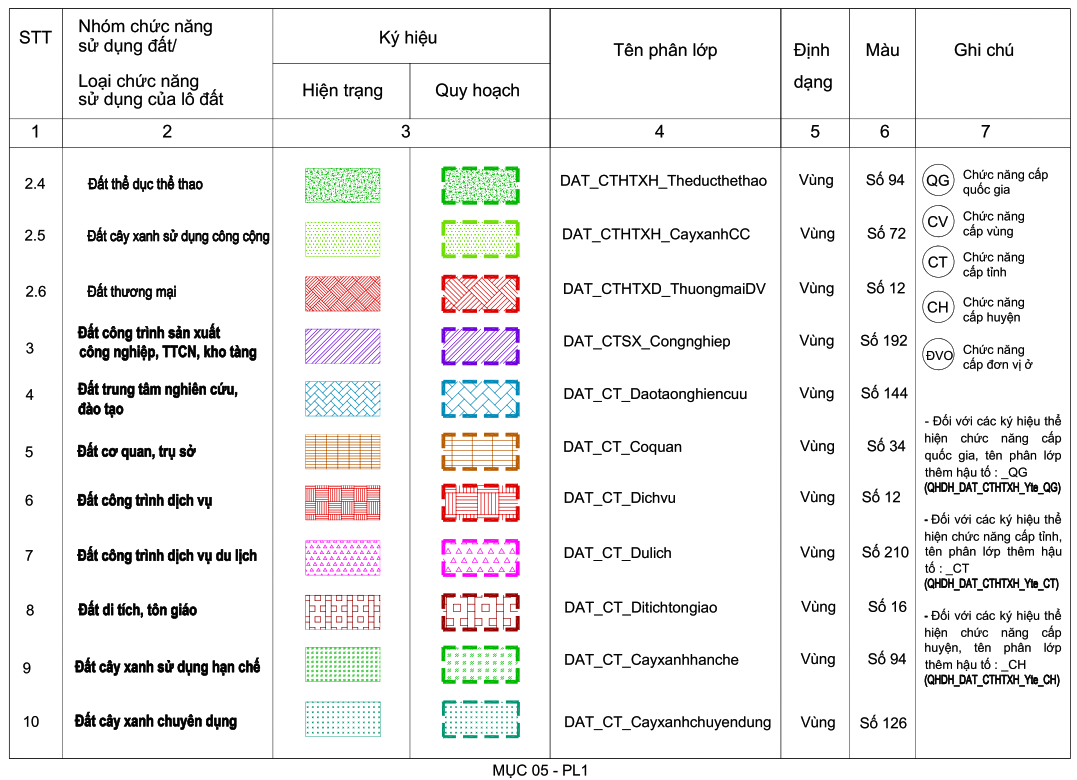 STT
Nhóm chức năng
sử dụng đất/
Loại chức năng
sử dụng của lô đất
Ký hiệu
Hiện trạng
Quy hoạch
Tên phân lớp
Định
dạng
Màu
Ghi chú
1 2 3 4 5 6 7
2.4 Đất thể dục thể thao DAT_CTHTXH_Theducthethao Vùng Số 94
2.5 Đất cây xanh sử dụng công cộng DAT_CTHTXH_CayxanhCC Vùng Số 72
2.6 Đất thương mại DAT_CTHTXD_ThuongmaiDV Vùng Số 12
3 Đất công trình sản xuất
công nghiệp, TTCN, kho tàng DAT_CTSX_Congnghiep Vùng Số 192
4 Đất trung tâm nghiên cứu,
đào tạo DAT_CT_Daotaonghiencuu Vùng Số 144
5 Đất cơ quan, trụ sở DAT_CT_Coquan Vùng Số 34
6 Đất công trình dịch vụ DAT_CT_Dichvu Vùng Số 12
7 Đất công trình dịch vụ du lịch DAT_CT_Dulich Vùng Số 210
8 Đất di tích, tôn giáo DAT_CT_Ditichtongiao Vùng Số 16
9 Đất cây xanh sử dụng hạn chế DAT_CT_Cayxanhhanche Vùng Số 94
10 Đất cây xanh chuyên dụng DAT_CT_Cayxanhchuyendung Vùng Số 126
QG Chức năng cấp
quốc gia
CV Chức năng
cấp vùng
CT Chức năng
cấp tỉnh
CH Chức năng
cấp huyện
ĐVO Chức năng
cấp đơn vị ở
- Đối với các ký hiệu thể
hiện chức năng cấp
quốc gia, tên phân lớp
thêm hậu tố : _QG
(QHDH_DAT_CTHTXH_Yte_QG)
- Đối với các ký hiệu thể
hiện chức năng cấp tỉnh,
tên phân lớp thêm hậu
tố : _CT
(QHDH_DAT_CTHTXH_Yte_CT)
- Đối với các ký hiệu thể
hiện chức năng cấp
huyện, tên phân lớp
thêm hậu tố : _CH
(QHDH_DAT_CTHTXH_Yte_CH)
MỤC 05 - PL1